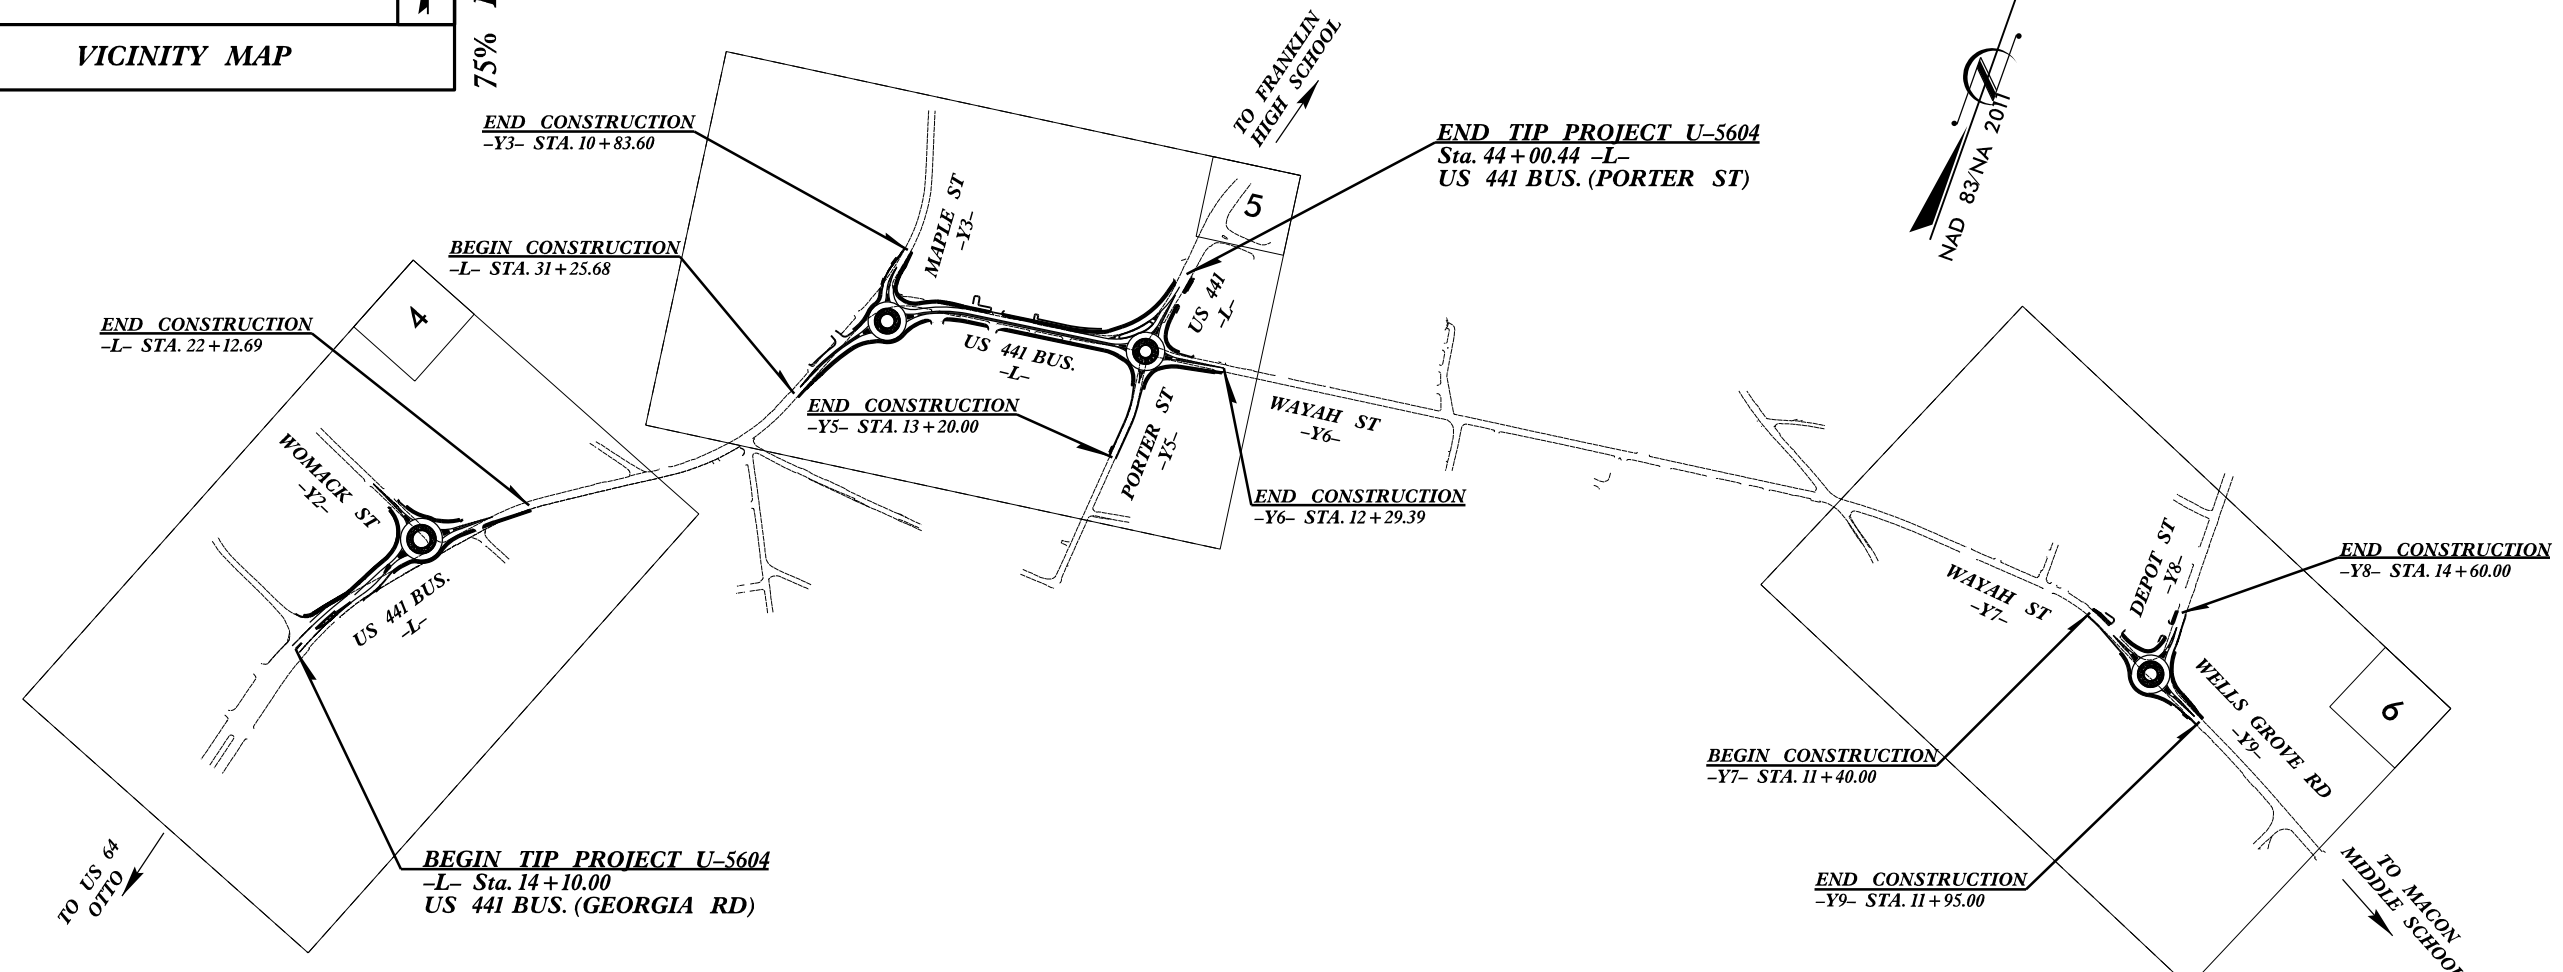 VICINITY MAP
75%
END CONSTRUCTION
–Y3– STA. 10+83.60
BEGIN CONSTRUCTION
–L– STA. 31+25.68
END CONSTRUCTION
–L– STA. 22+12.69
4
WOMACK ST
–Y2–
US 441 BUS.
–L–
TO US 64
OTTO
BEGIN TIP PROJECT U–5604
–L– Sta. 14+10.00
US 441 BUS. (GEORGIA RD)
MAPLE ST
–Y3–
US 441 BUS.
–L–
END CONSTRUCTION
–Y5– STA. 13+20.00
PORTER ST
–Y5–
US 441
–L–
5
TO FRANKLIN
HIGH SCHOOL
END TIP PROJECT U–5604
Sta. 44+00.44 –L–
US 441 BUS. (PORTER ST)
WAYAH ST
–Y6–
END CONSTRUCTION
–Y6– STA. 12+29.39
NAD 83/NA 2011
WAYAH ST
–Y7–
DEPOT ST
–Y8–
END CONSTRUCTION
–Y8– STA. 14+60.00
WELLS GROVE RD
–Y9–
6
BEGIN CONSTRUCTION
–Y7– STA. 11+40.00
END CONSTRUCTION
–Y9– STA. 11+95.00
TO MACON
MIDDLE SCHOOL